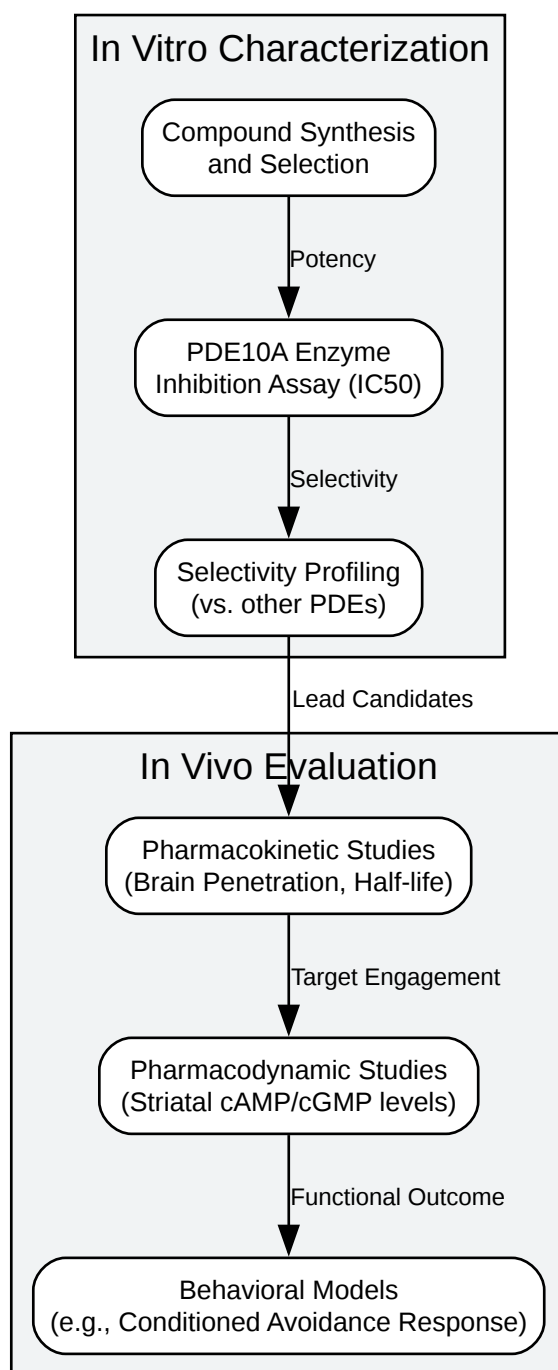 In Vitro Characterization
Compound Synthesis
and Selection
Potency
PDE10A Enzyme
Inhibition Assay (IC50)
Selectivity
Selectivity Profiling
(vs. other PDEs)
Lead Candidates
In Vivo Evaluation
Pharmacokinetic Studies
(Brain Penetration, Half-life)
Target Engagement
Pharmacodynamic Studies
(Striatal cAMP/cGMP levels)
Functional Outcome
Behavioral Models
(e.g., Conditioned Avoidance Response)